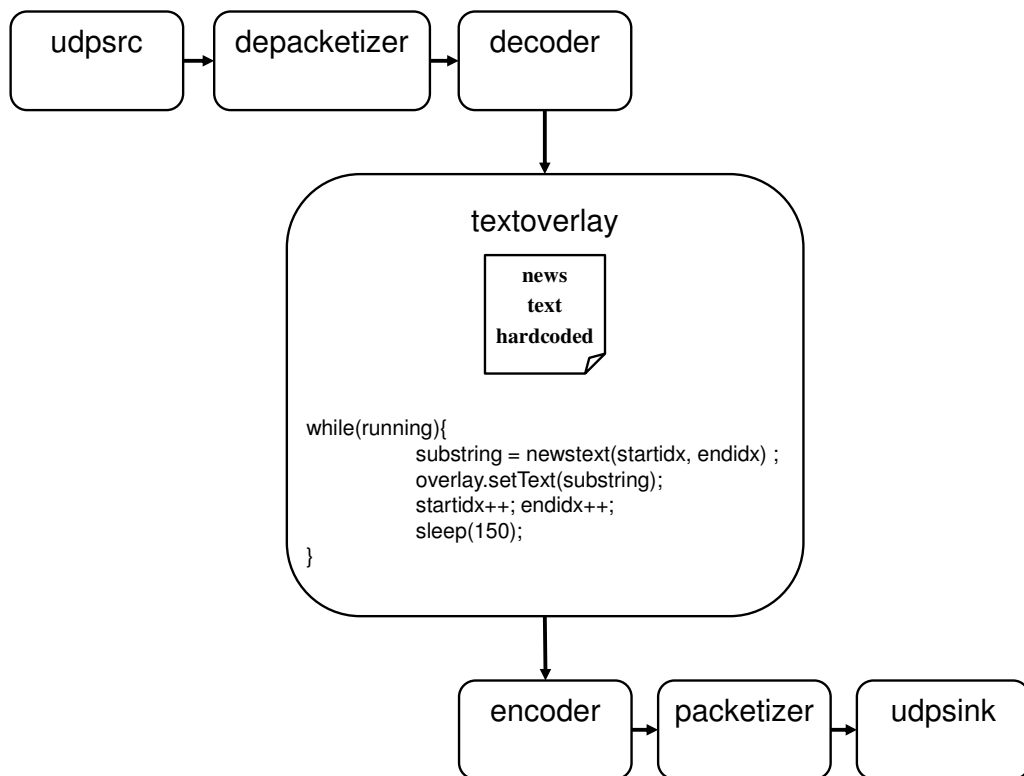 udpsrc
depacketizer
decoder
textoverlay
news
text
hardcoded
while(running){
substring = newstext(startidx, endidx) ;
overlay.setText(substring);
startidx++; endidx++;
sleep(150);
}
encoder
packetizer
udpsink